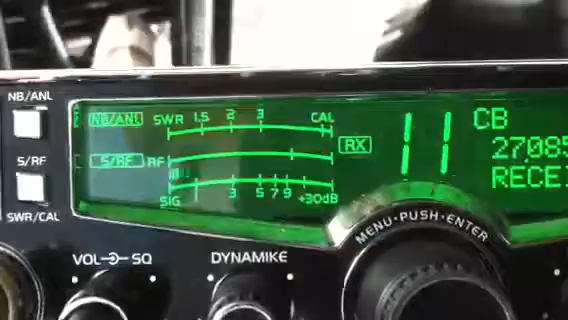 NB/ANL
S/RF
SWR/CAL
NB/ANL
SWR 1.5 2 3 CAL
S/RF RF
RX
3 5 7 9 +30dB
SIG
11
CB
27.085
RECEI
MENU•PUSH•ENTER
VOL SQ
DYNAMIKE